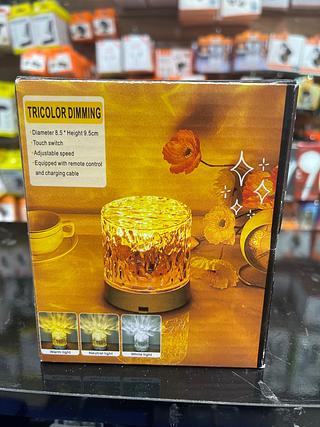 TRICOLOR DIMMING
·Diameter 8.5 * Height 9.5cm
·Touch switch
·Adjustable speed
·Equipped with remote control
and charging cable
Warm light
Neutral light
White light